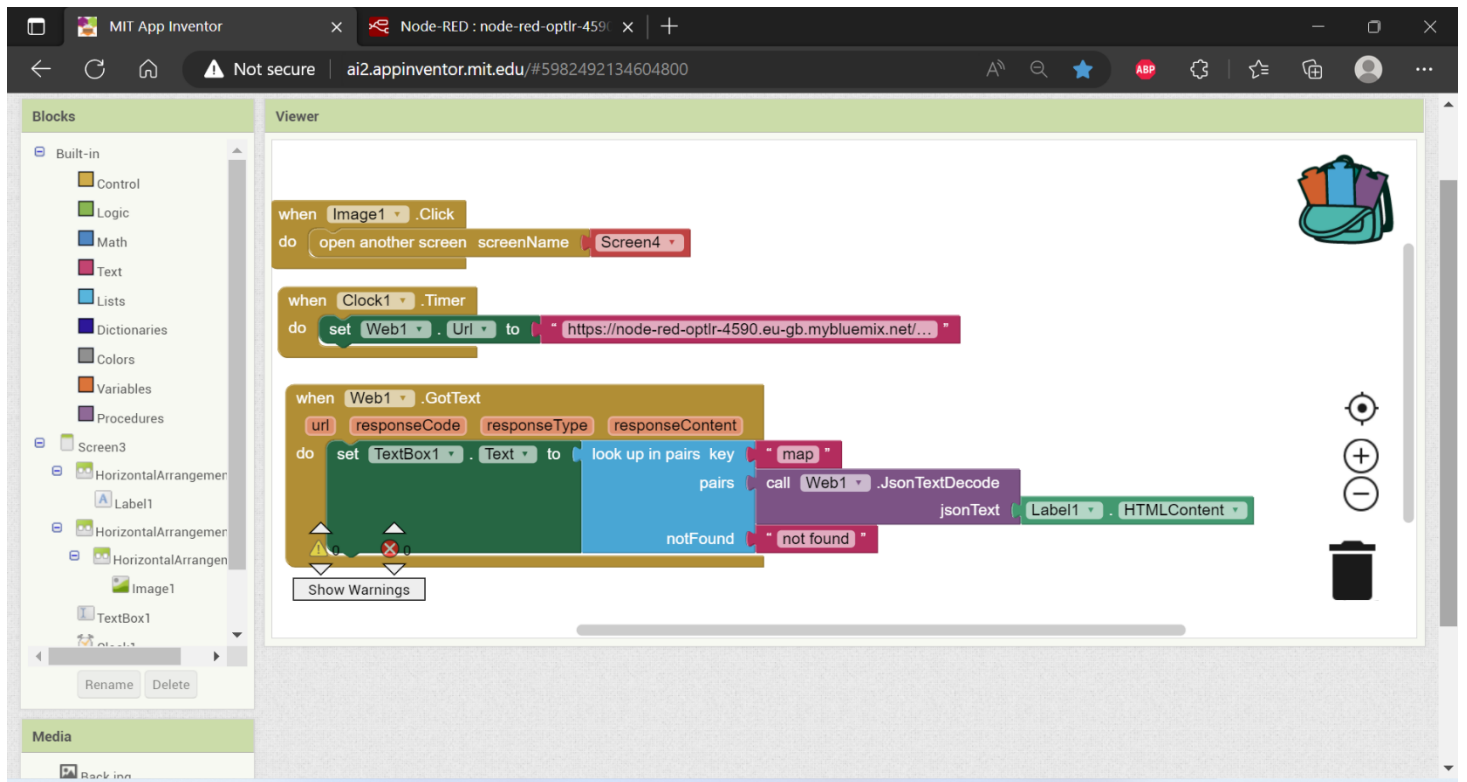 MIT App Inventor
Node-RED : node-red-optlr-4590
Not secure
ai2.appinventor.mit.edu/#5982492134604800
ABP
Blocks
Viewer
Built-in
Control
Logic
Math
Text
Lists
Dictionaries
Colors
Variables
Procedures
Screen3
HorizontalArrangemer
Label1
HorizontalArrangemer
HorizontalArrangen
Image1
TextBox1
Clock1
Rename Delete
Media
Back.jpg
when Image1 .Click
do open another screen screenName Screen4
when Clock1 .Timer
do set Web1 . Url to " https://node-red-optlr-4590.eu-gb.mybluemix.net/… "
when Web1 .GotText
url responseCode responseType responseContent
do set TextBox1 . Text to look up in pairs key " map "
pairs call Web1 .JsonTextDecode
jsonText Label1 . HTMLContent
notFound " not found "
0 0
Show Warnings